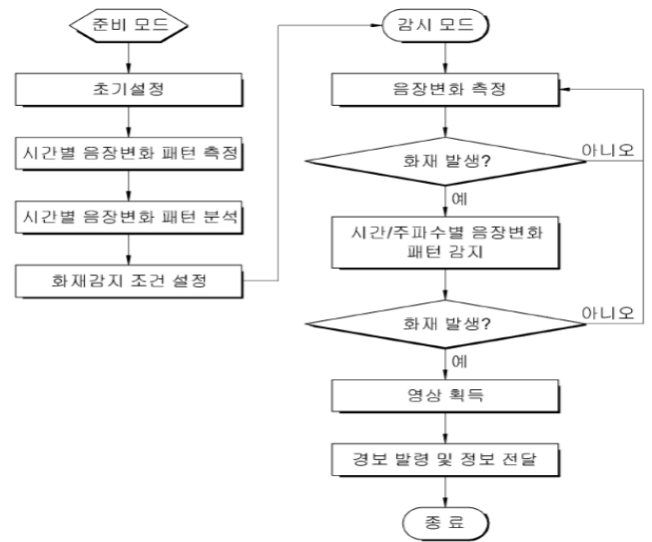 준비 모드
초기설정
시간별 음장변화 패턴 측정
시간별 음장변화 패턴 분석
화재감지 조건 설정
감시 모드
음장변화 측정
화재 발생?
아니오
예
시간/주파수별 음장변화
패턴 감지
화재 발생?
아니오
예
영상 획득
경보 발령 및 정보 전달
종 료